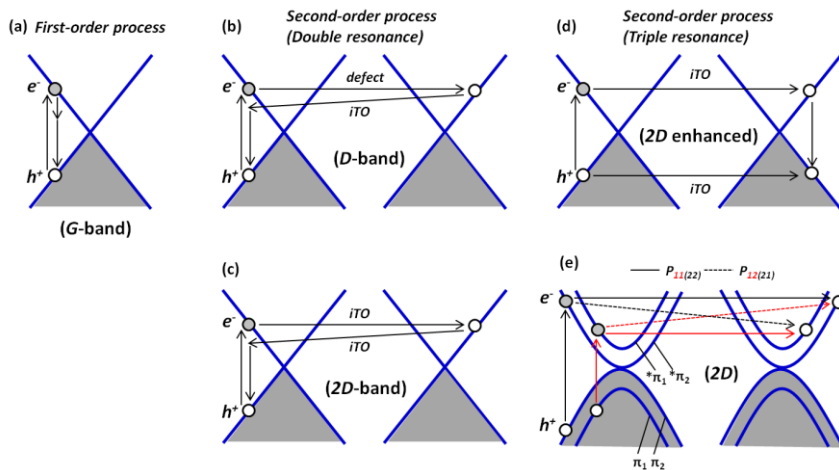 (a) First-order process
e-
h+
(G-band)
(b) Second-order process
(Double resonance)
e-
defect
iTO
(D-band)
h+
(d) Second-order process
(Triple resonance)
e-
iTO
(2D enhanced)
h+
iTO
(c)
e-
iTO
iTO
(2D-band)
h+
(e)
P11(22) P12(21)
e-
*π1 *π2
(2D)
h+
π1 π2